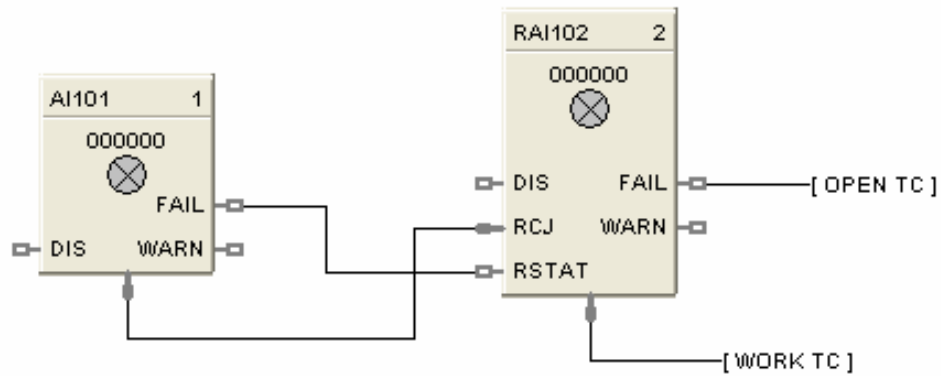 AI101 1
000000
FAIL
DIS WARN
RAI102 2
000000
DIS FAIL
RCJ WARN
RSTAT
[ OPEN TC ]
[ WORK TC ]